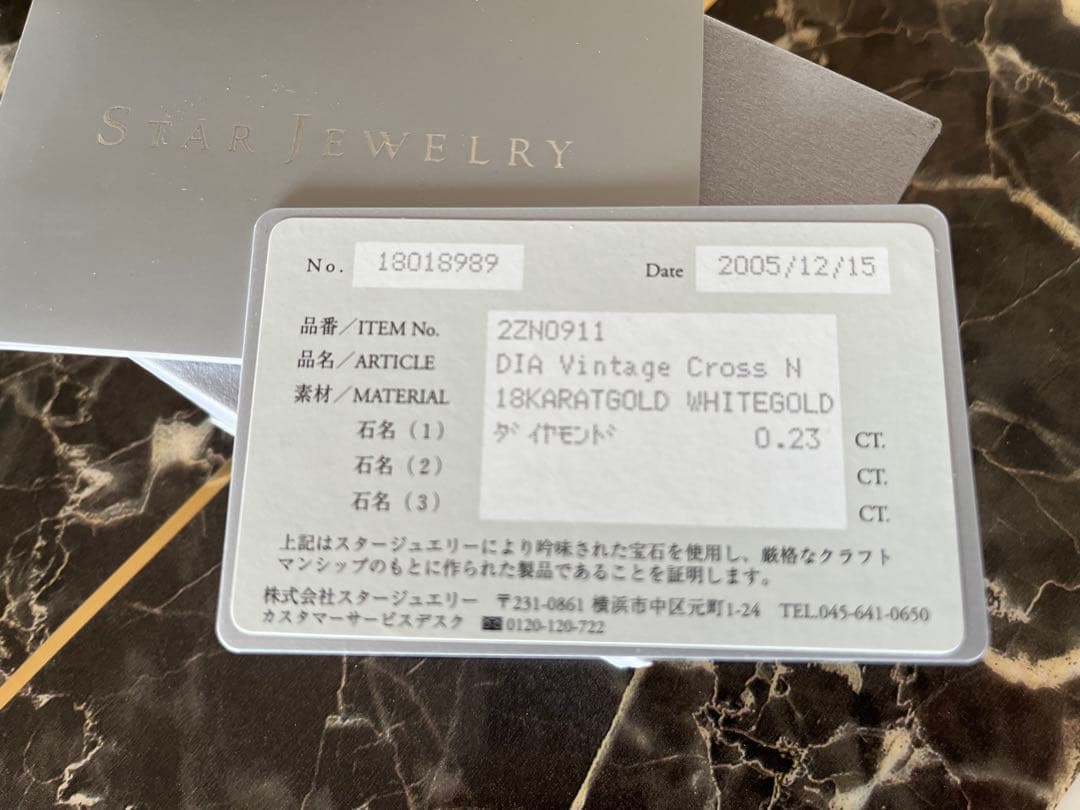 STAR JEWELRY
No. 18018989 Date 2005/12/15
品番/ITEM No. 2ZN0911
品名/ARTICLE DIA Vintage Cross N
素材/MATERIAL 18KARATGOLD WHITEGOLD
石名(1) ダイヤモンド 0.23 CT.
石名(2) CT.
石名(3) CT.
上記はスタージュエリーにより吟味された宝石を使用し、厳格なクラフト
マンシップのもとに作られた製品であることを証明します。
株式会社スタージュエリー 〒231-0861 横浜市中区元町1-24 TEL.045-641-0650
カスタマーサービスデスク 0120-120-722